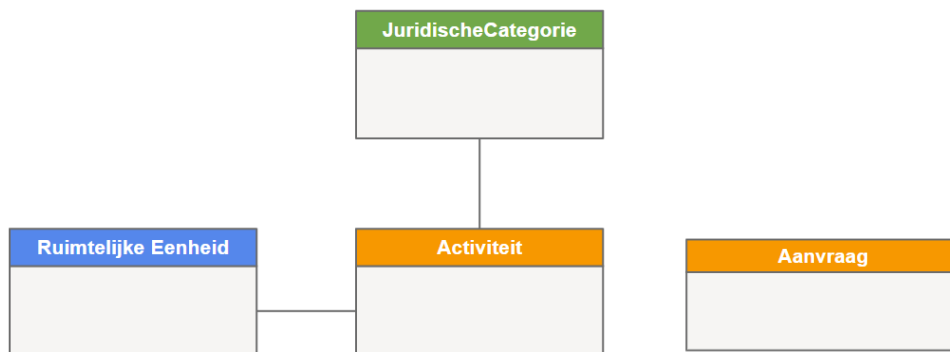 JuridischeCategorie
Ruimtelijke Eenheid
Activiteit
Aanvraag